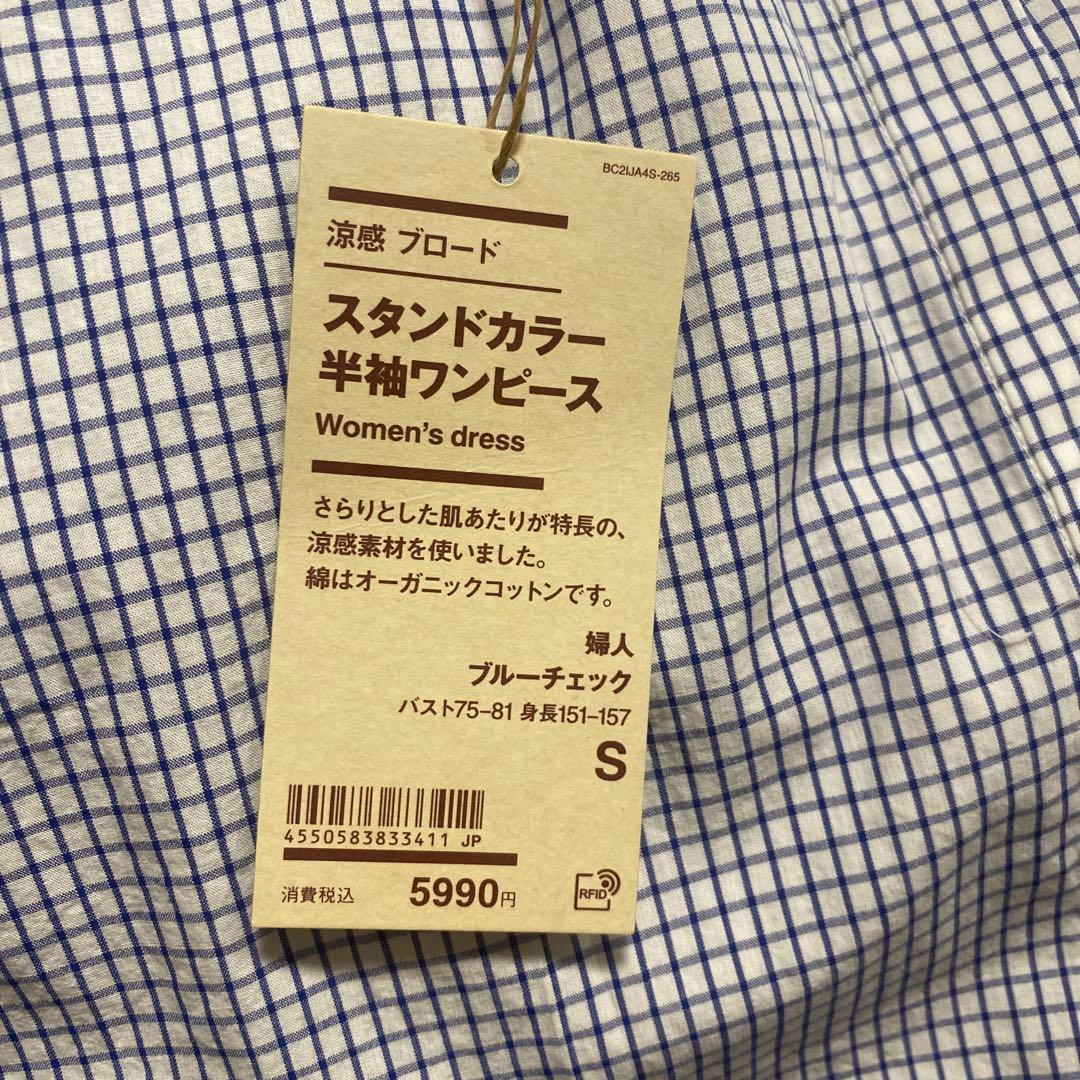 BC2IJA4S-265
涼感 ブロード
スタンドカラー
半袖ワンピース
Women's dress
さらりとした肌あたりが特長の、
涼感素材を使いました。
綿はオーガニックコットンです。
婦人
ブルーチェック
バスト75–81 身長151–157
S
4550583833411 JP
消費税込 5990円
RFID